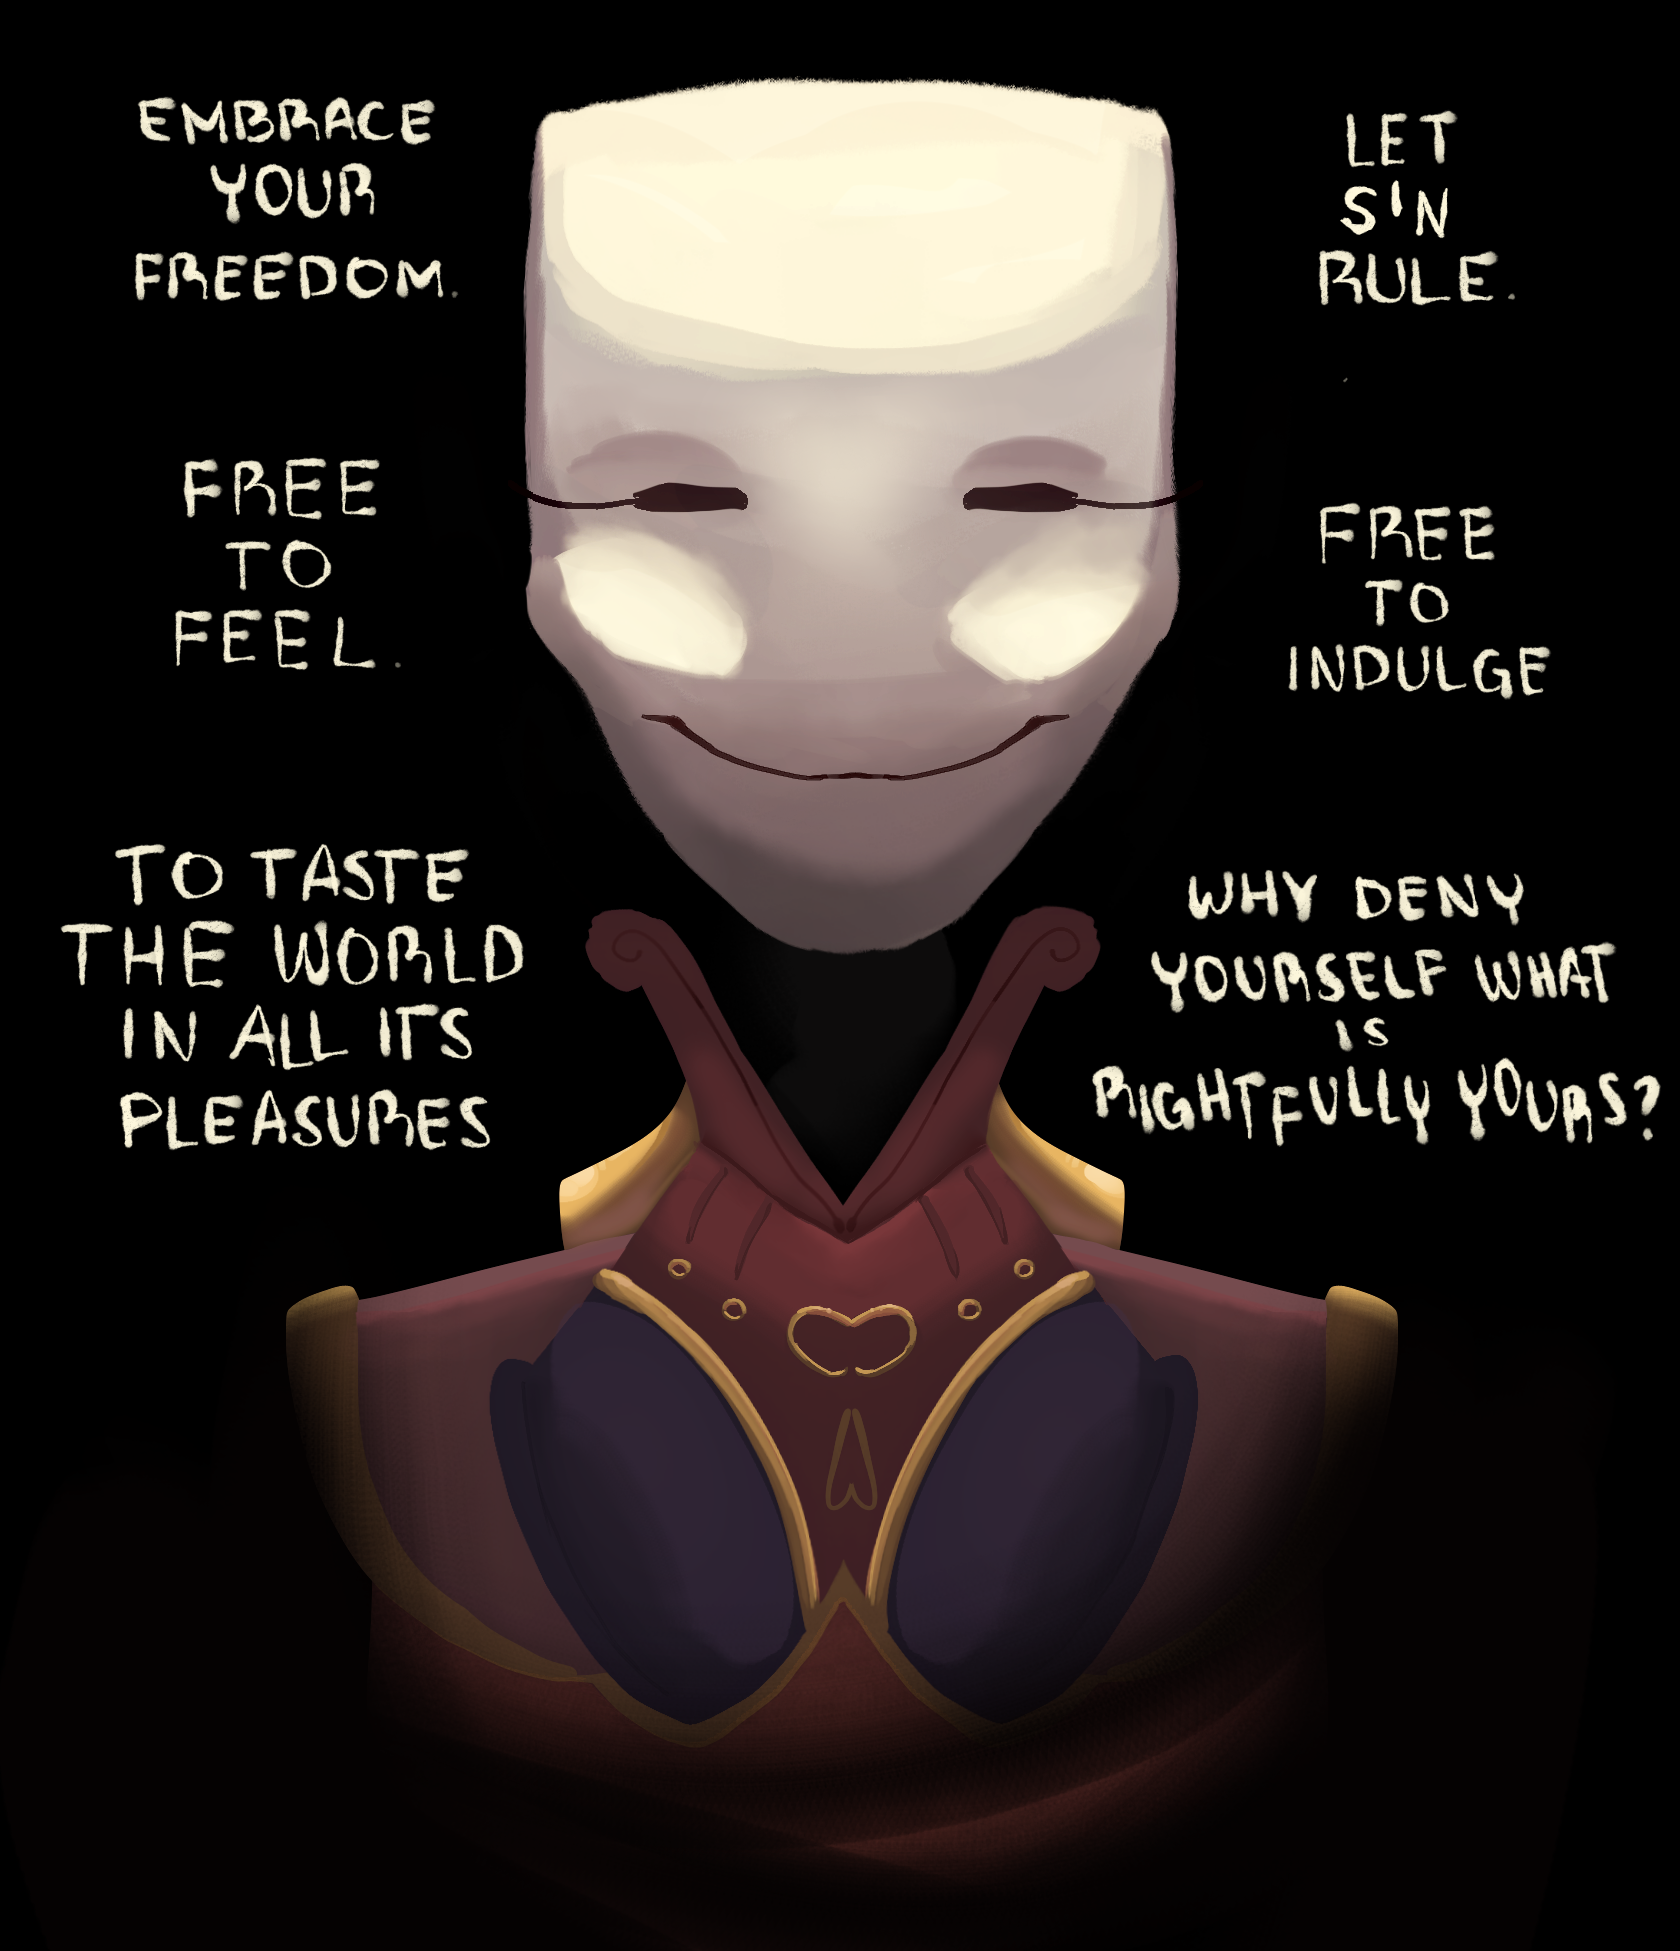 EMBRACE
YOUR
FREEDOM.
FREE
TO
FEEL.
TO TASTE
THE WORLD
IN ALL IT'S
PLEASURES
LET
SIN
RULE.
FREE
TO
INDULGE
WHY DENY
YOURSELF WHAT
IS
RIGHTFULLY YOURS?